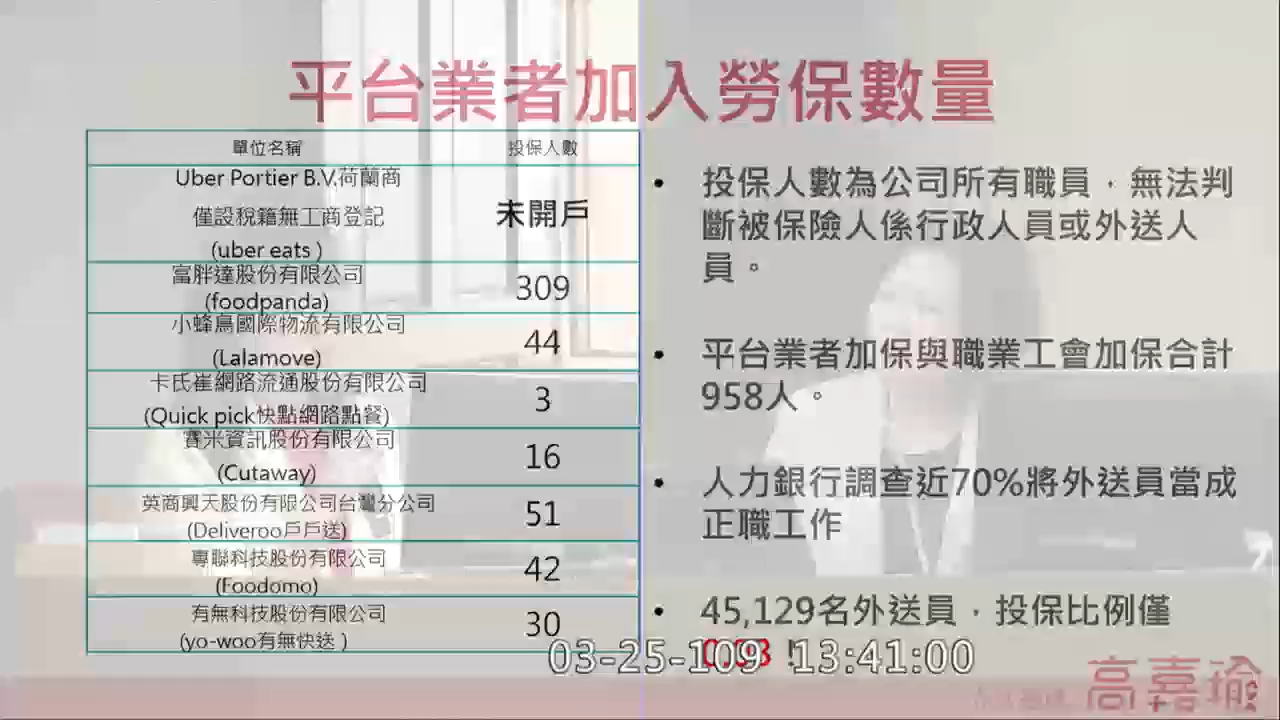 平台業者加入勞保數量
單位名稱 投保人數
Uber Portier B.V.荷蘭商
僅設稅籍無工商登記
(uber eats )
未開戶
富胖達股份有限公司
(foodpanda)
309
小蜂鳥國際物流有限公司
(Lalamove)
44
卡氏崔網路流通股份有限公司
(Quick pick快點網路點餐)
3
賽米資訊股份有限公司
(Cutaway)
16
英商興天股份有限公司台灣分公司
(Deliveroo戶戶送)
51
專聯科技股份有限公司
(Foodomo)
42
有無科技股份有限公司
(yo-woo有無快送 )
30
• 投保人數為公司所有職員，無法判
斷被保險人係行政人員或外送人
員。
• 平台業者加保與職業工會加保合計
958人。
• 人力銀行調查近70%將外送員當成
正職工作
• 45,129名外送員，投保比例僅
03-25-109 13:41:00
高嘉瑜